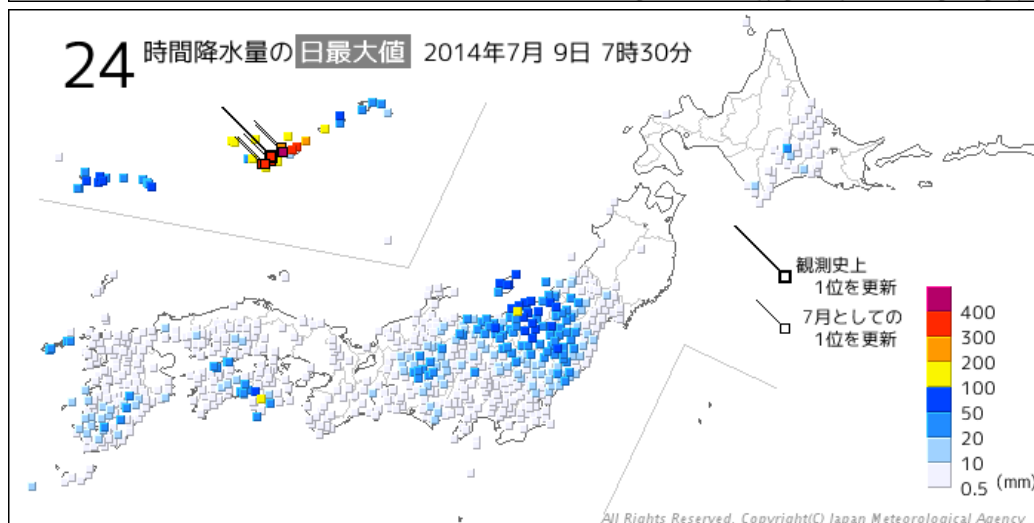 24 時間降水量の 日最大値 2014年7月 9日 7時30分
観測史上
1位を更新
7月としての
1位を更新
400
300
200
100
50
20
10
0.5 (mm)
All Rights Reserved. Copyright(C) Japan Meteorological Agency